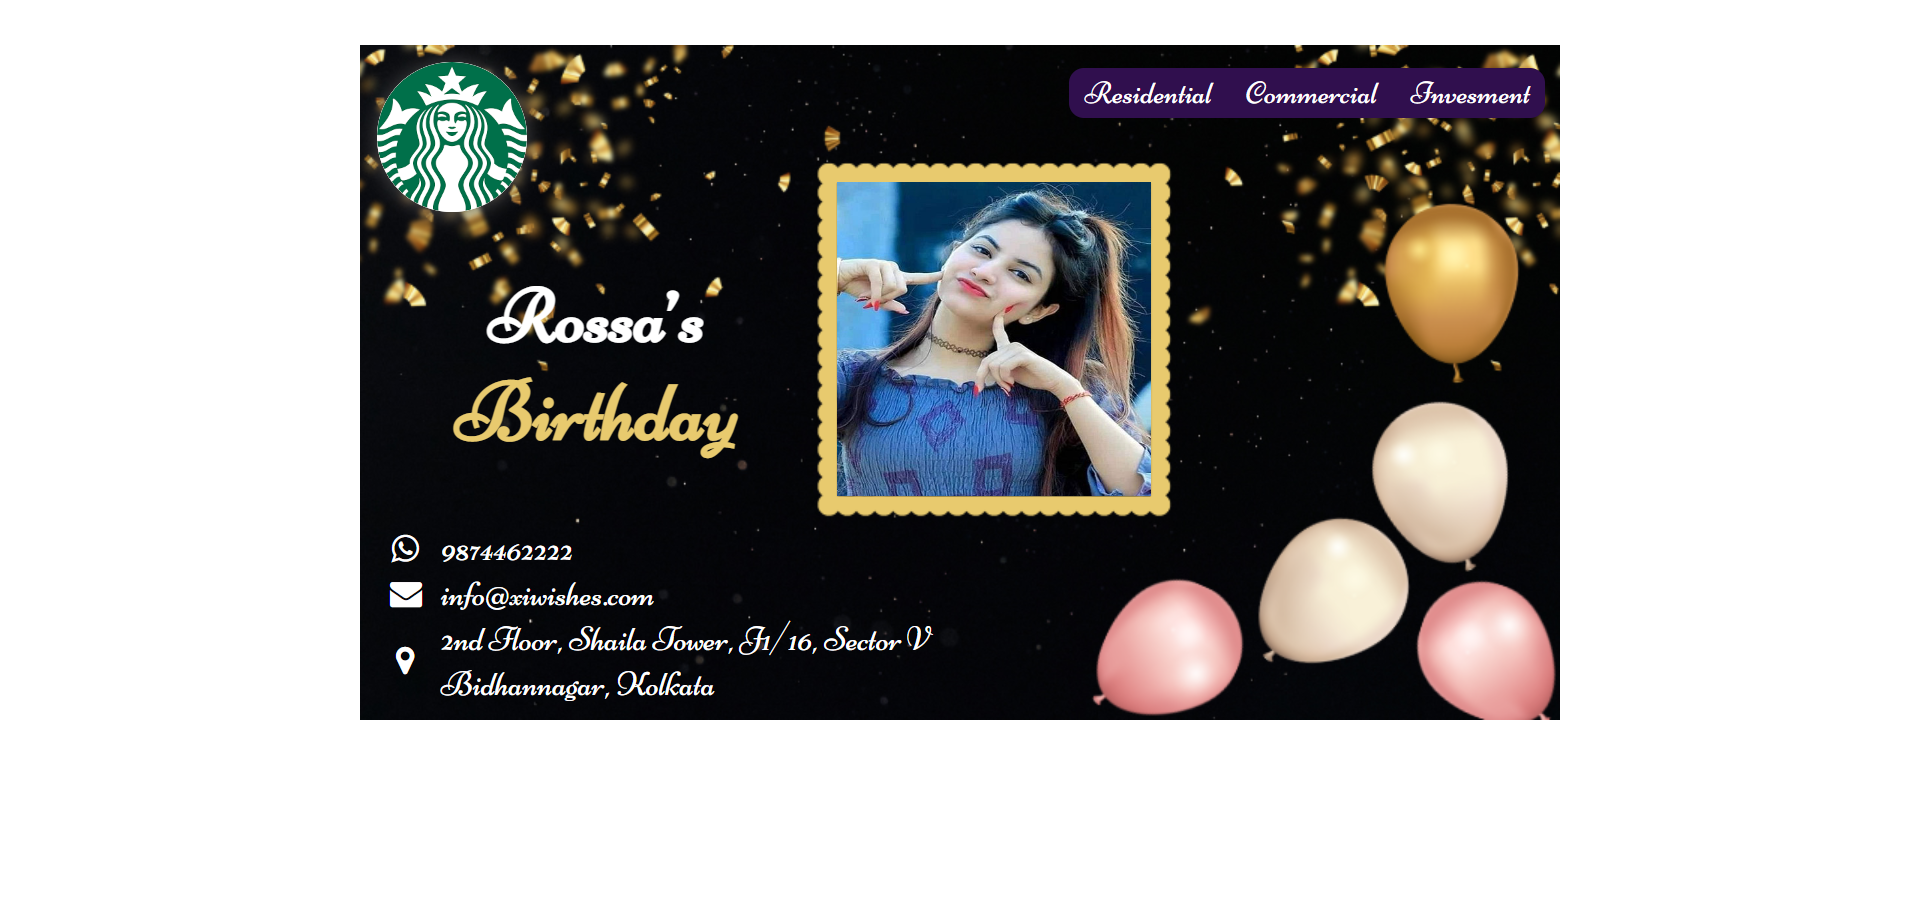 Residential Commercial Invesment
Rossa's
Birthday
9874462222
info@xiwishes.com
2nd Floor, Shaila Tower, J1/16, Sector V
Bidhannagar, Kolkata